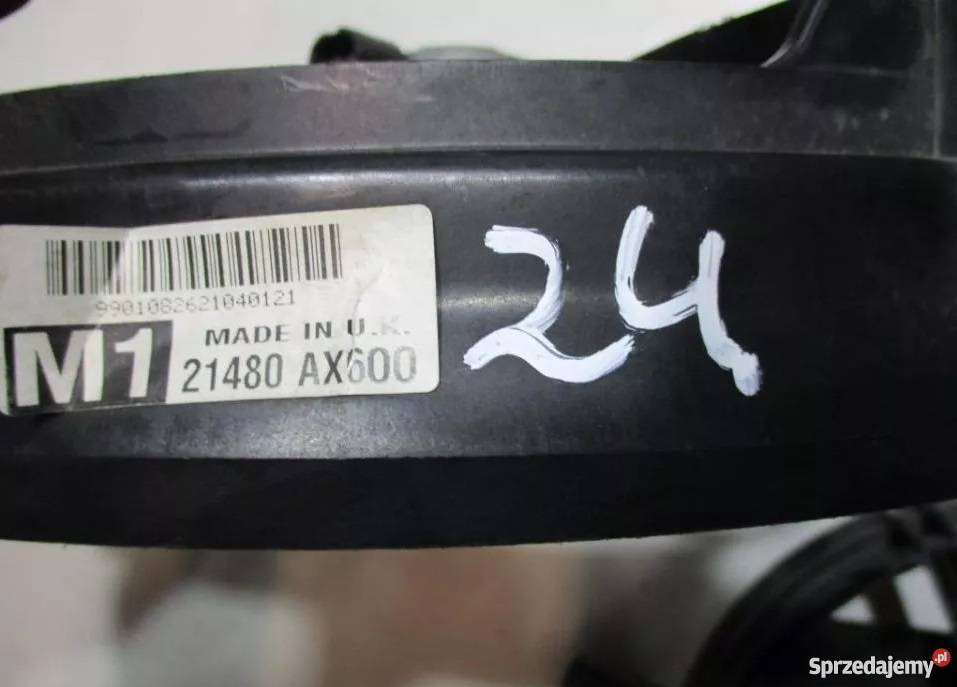 9901082621040121
M1
MADE IN U.K.
21480 AX600
24
Sprzedajemy.pl